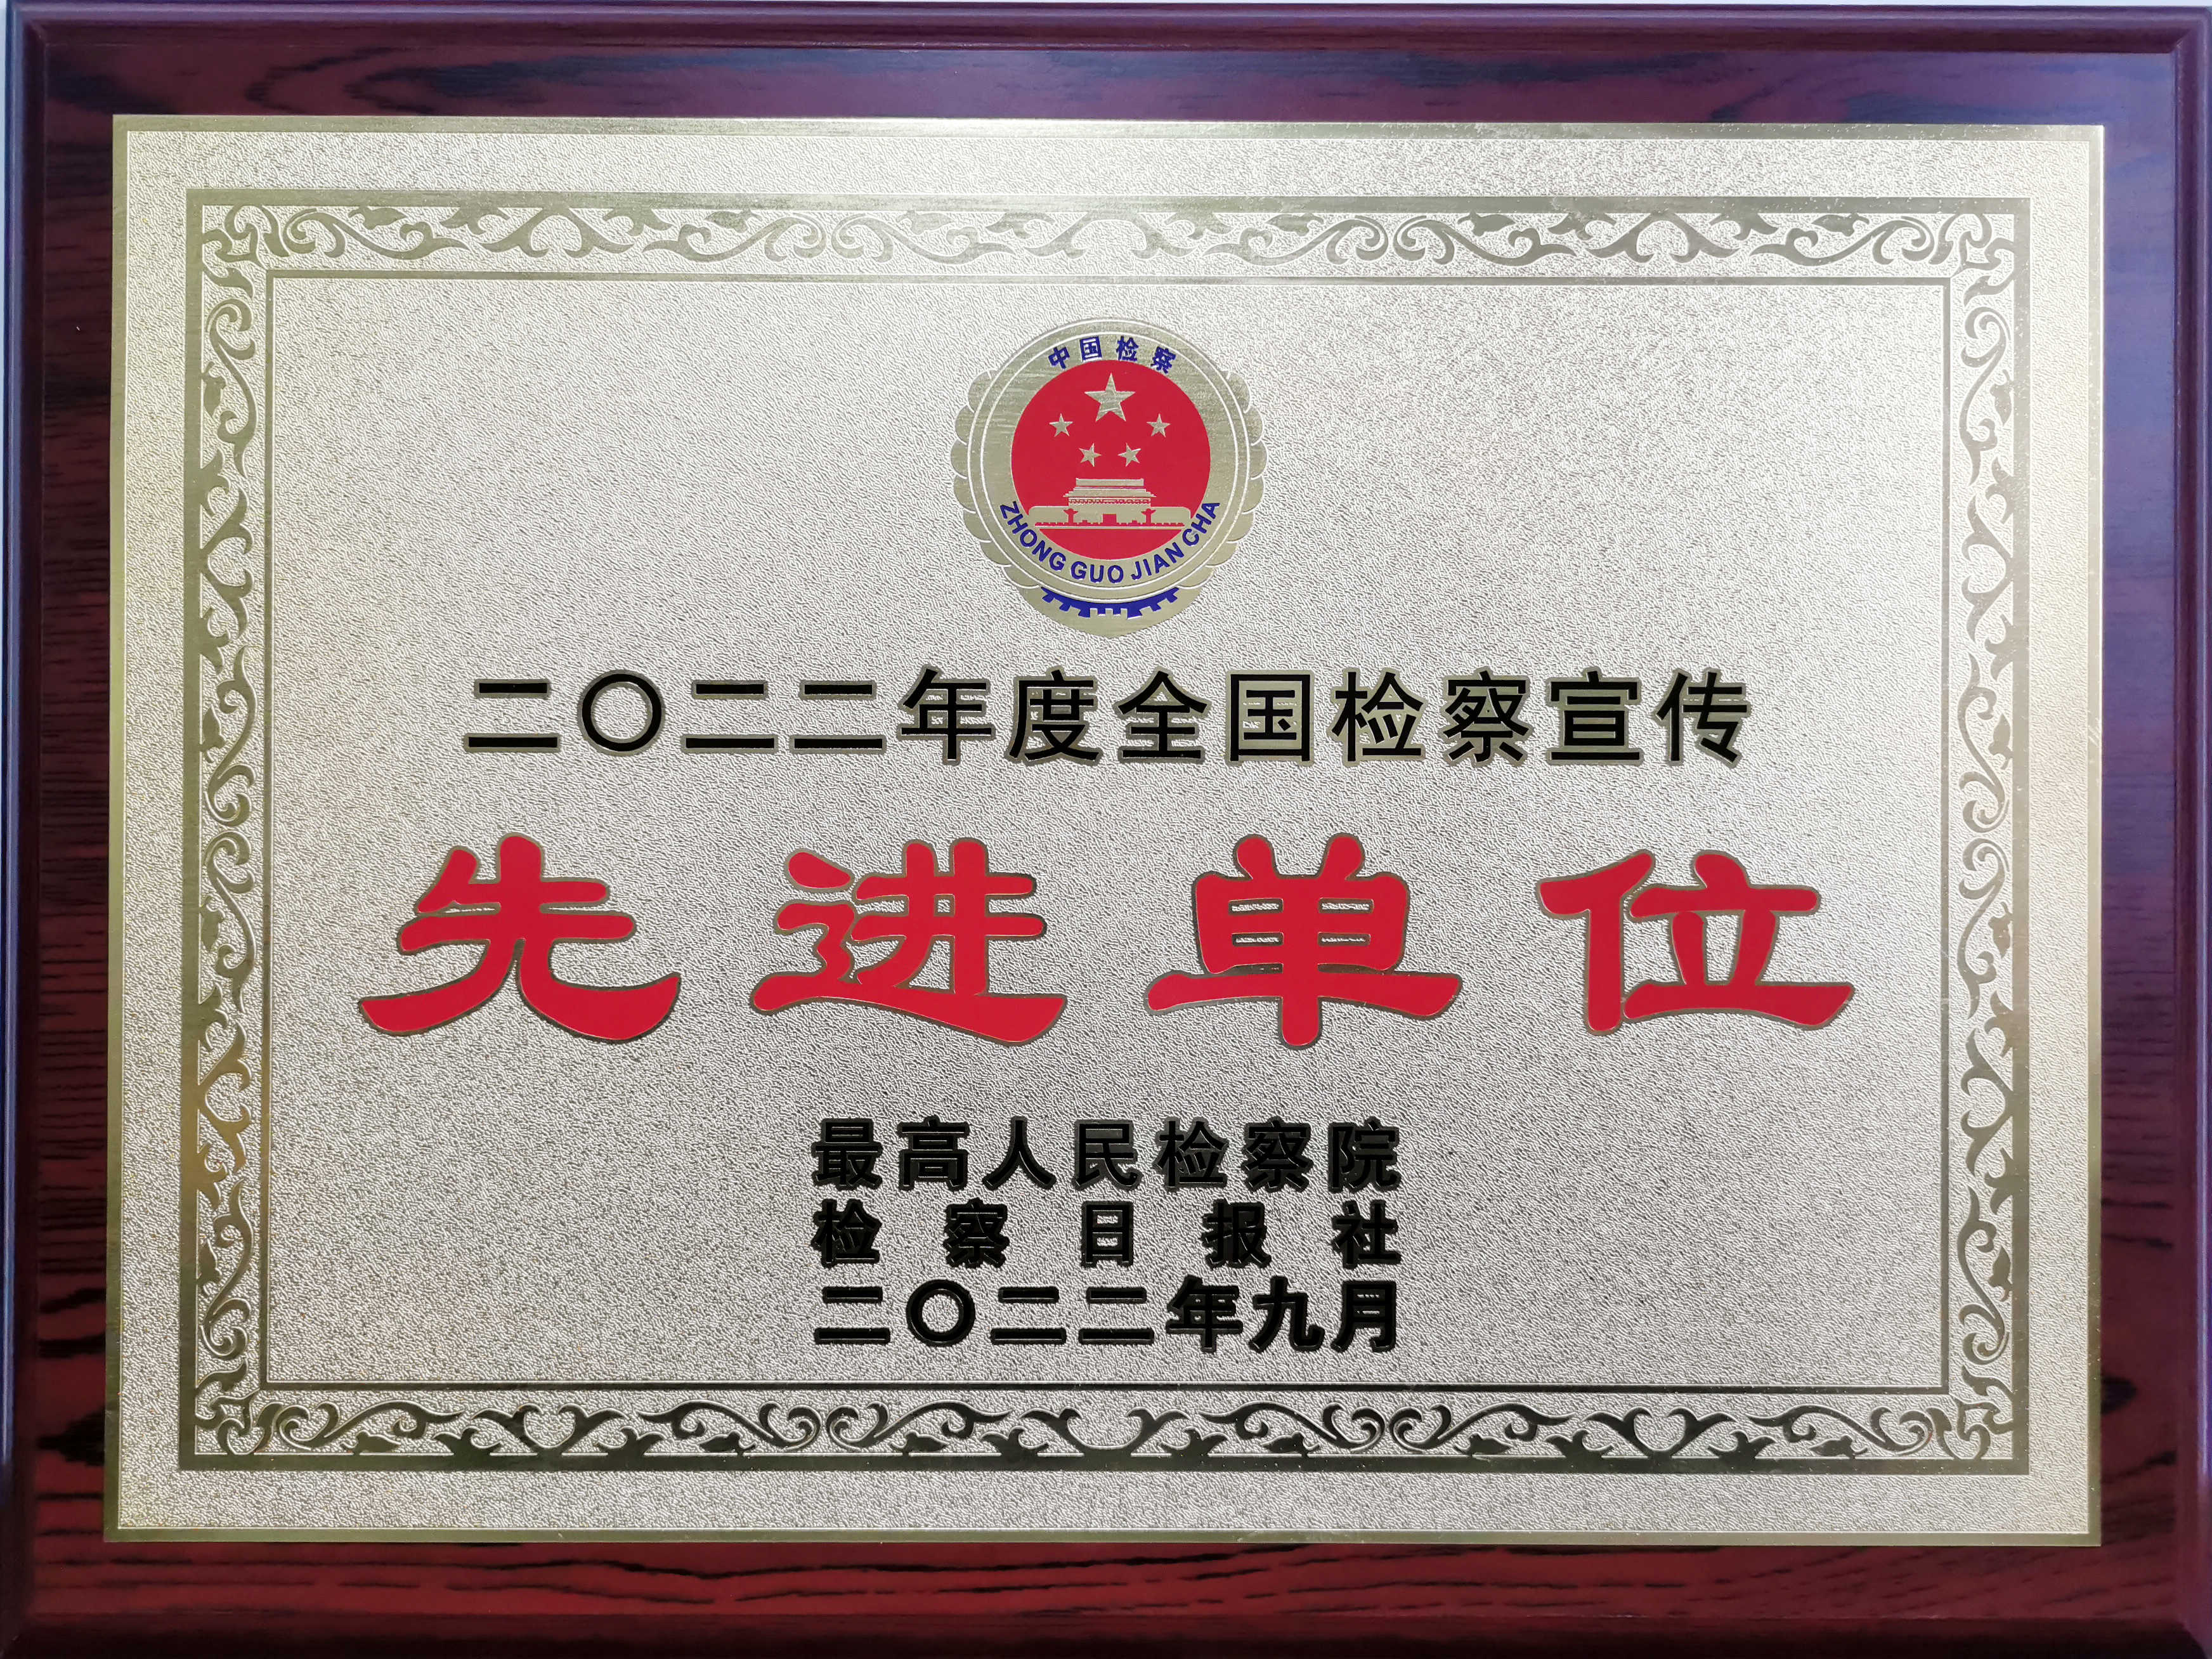 中国检察
ZHONG GUO JIAN CHA
二〇二二年度全国检察宣传
先进单位
最高人民检察院
检察日报社
二〇二二年九月